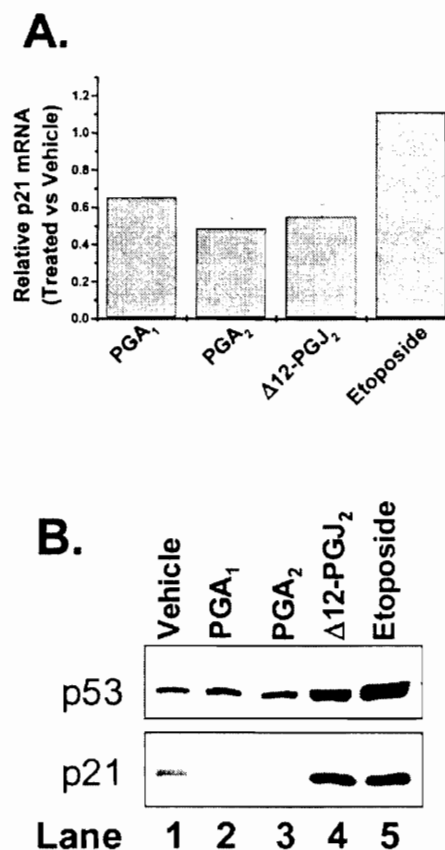 A.
Relative p21 mRNA
(Treated vs Vehicle)
1.2
1.0
0.8
0.6
0.4
0.2
0.0
PGA₁
PGA₂
Δ12-PGJ₂
Etoposide
B.
Vehicle
PGA₁
PGA₂
Δ12-PGJ₂
Etoposide
p53
p21
Lane 1 2 3 4 5